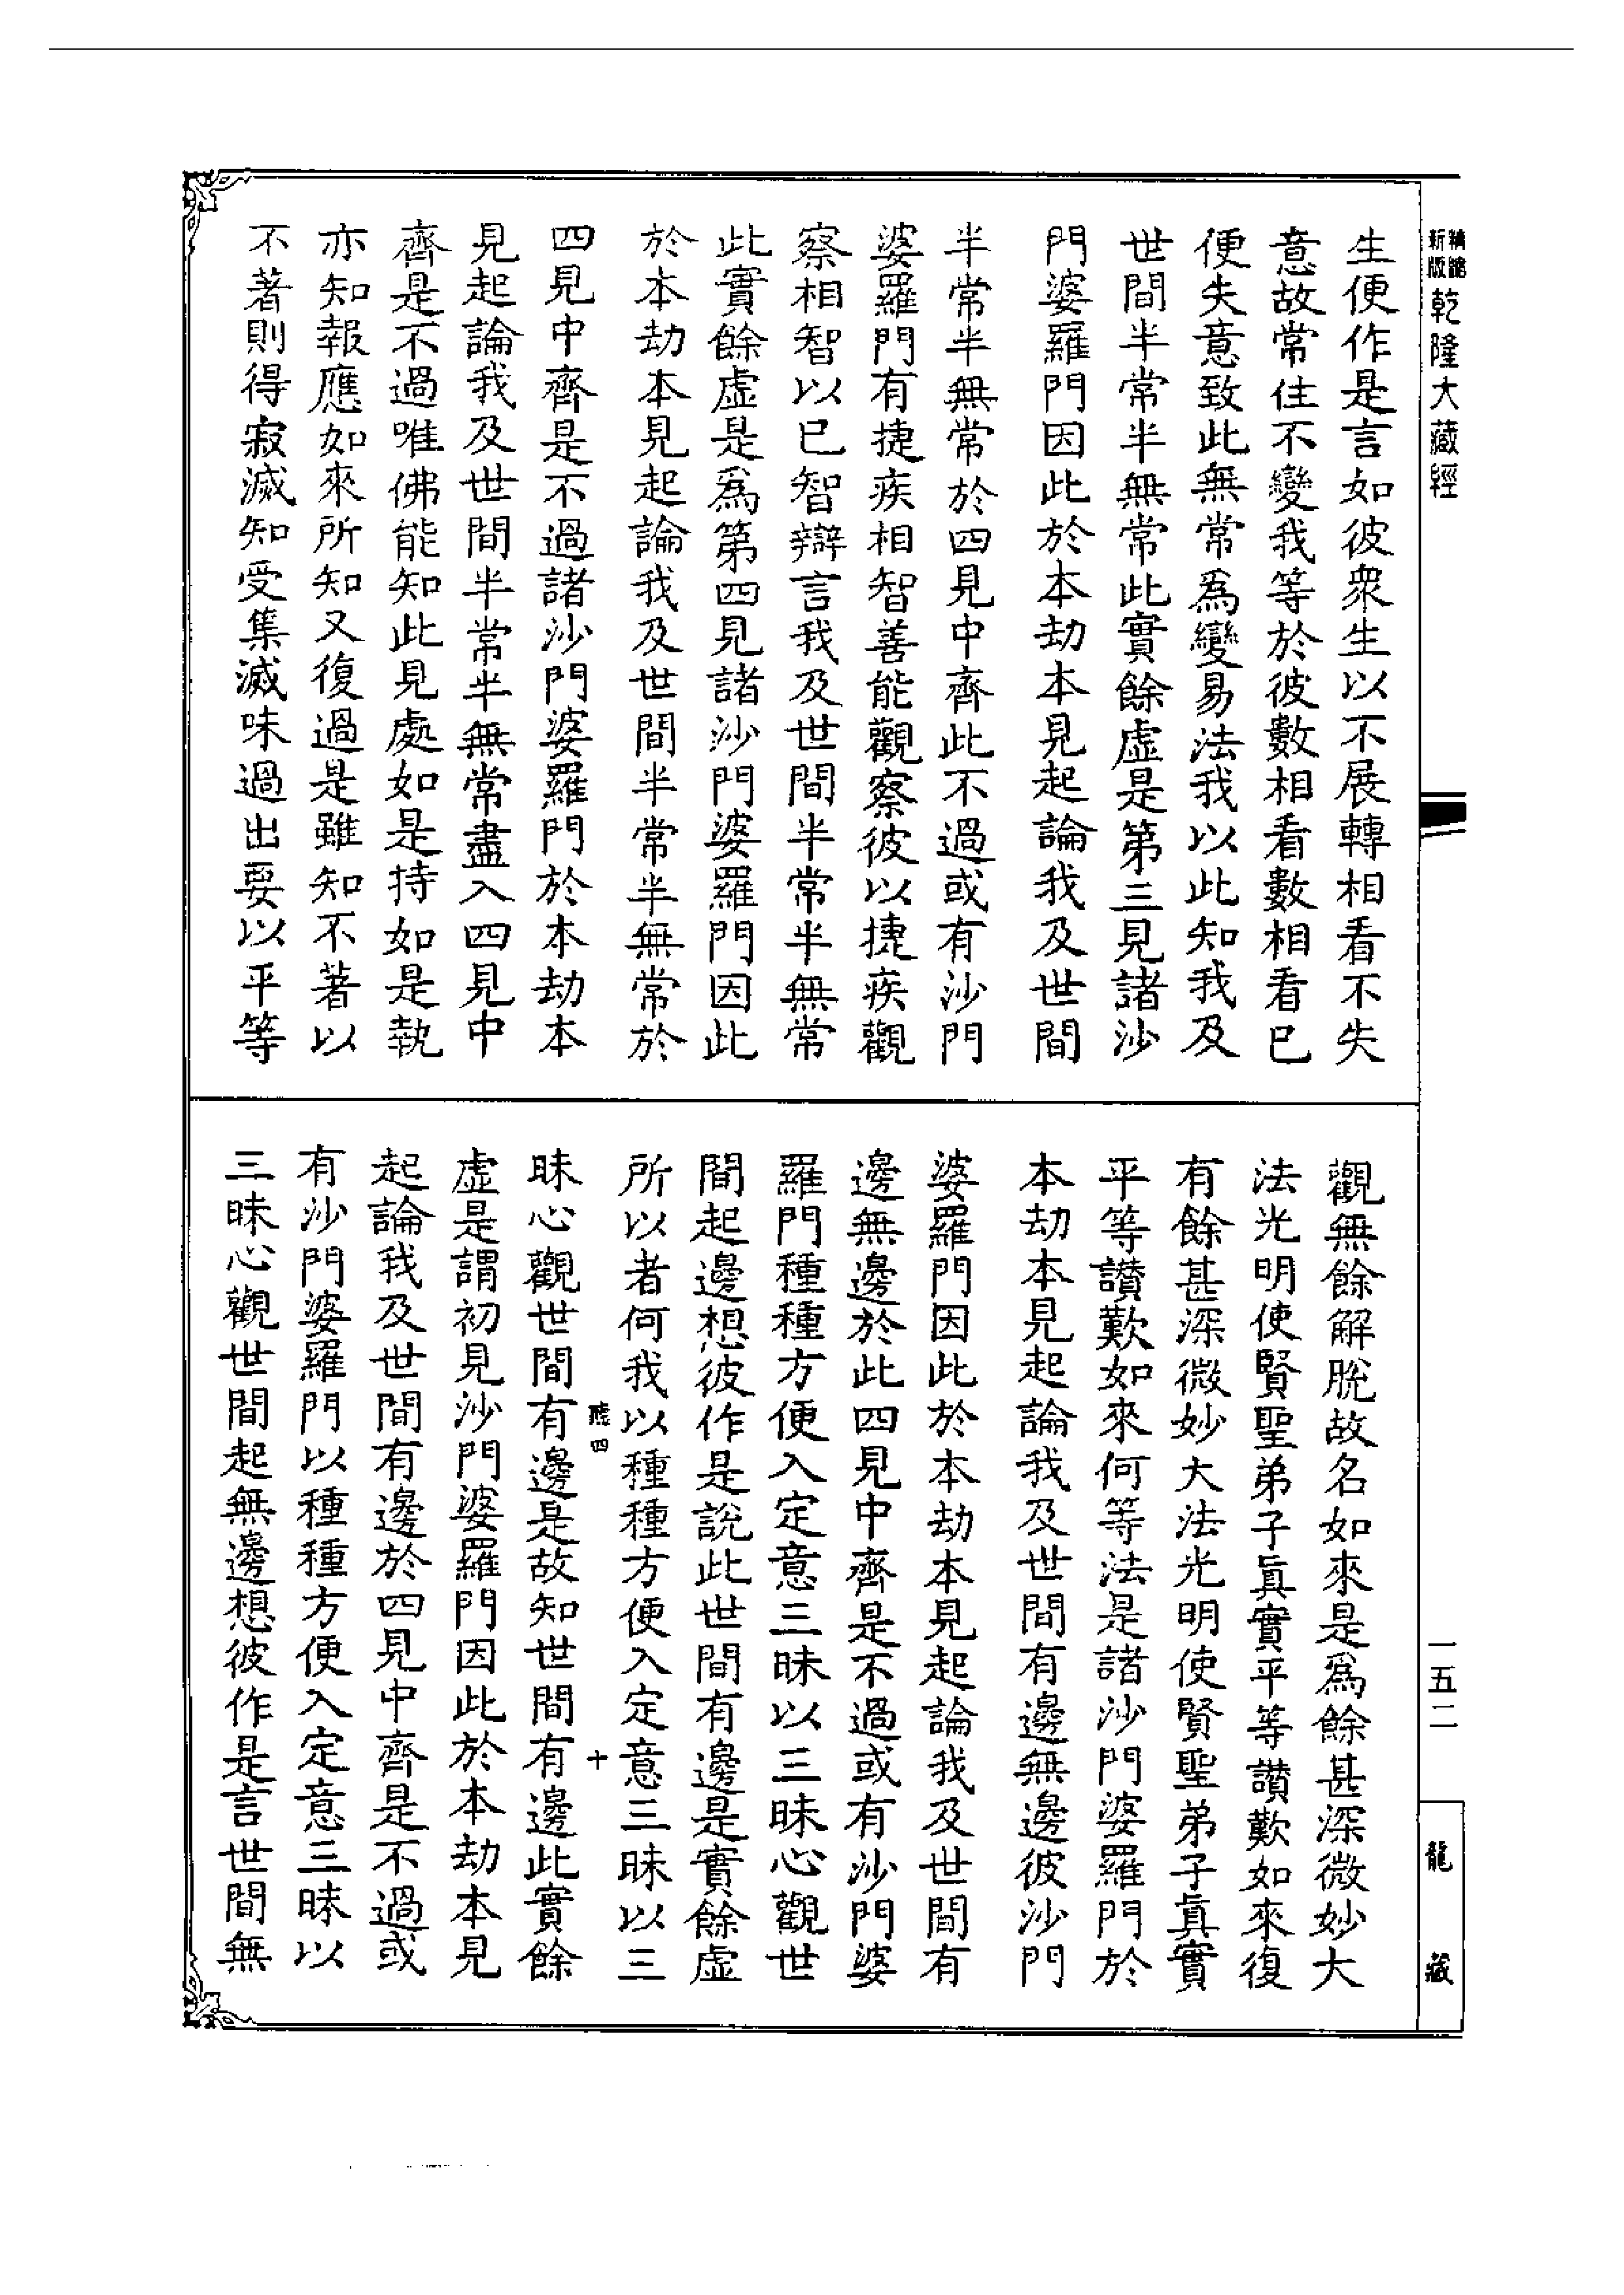 新版
精縮
乾隆大藏經
一五二
龍藏
生便作是言如彼衆生以不展轉相看不失
意故常住不變我等於彼數相看數相看已
便失意致此無常爲變易法我以此知我及
世間半常半無常此實餘虛是第三見諸沙
門婆羅門因此於本劫本見起論我及世間
半常半無常於四見中齊此不過或有沙門
婆羅門有捷疾相智善能觀察彼以捷疾觀
察相智以已智辯言我及世間半常半無常
此實餘虛是爲第四見諸沙門婆羅門因此
於本劫本見起論我及世間半常半無常於
四見中齊是不過諸沙門婆羅門於本劫本
見起論我及世間半常半無常盡入四見中
齊是不過唯佛能知此見處如是持如是執
亦知報應如來所知又復過是雖知不著以
不著則得寂滅知受集滅味過出要以平等
觀無餘解脫故名如來是爲餘甚深微妙大
法光明使賢聖弟子眞實平等讚歎如來復
有餘甚深微妙大法光明使賢聖弟子眞實
平等讚歎如來何等法是諸沙門婆羅門於
本劫本見起論我及世間有邊無邊彼沙門
婆羅門因此於本劫本見起論我及世間有
邊無邊於此四見中齊是不過或有沙門婆
羅門種種方便入定意三昧以三昧心觀世
間起邊想彼作是說此世間有邊是實餘虛
所以者何我以種種方便入定意三昧以三
四 十
昧心觀世間有邊是故知世間有邊此實餘
虛是謂初見沙門婆羅門因此於本劫本見
起論我及世間有邊於四見中齊是不過或
有沙門婆羅門以種種方便入定意三昧以
三昧心觀世間起無邊想彼作是言世間無